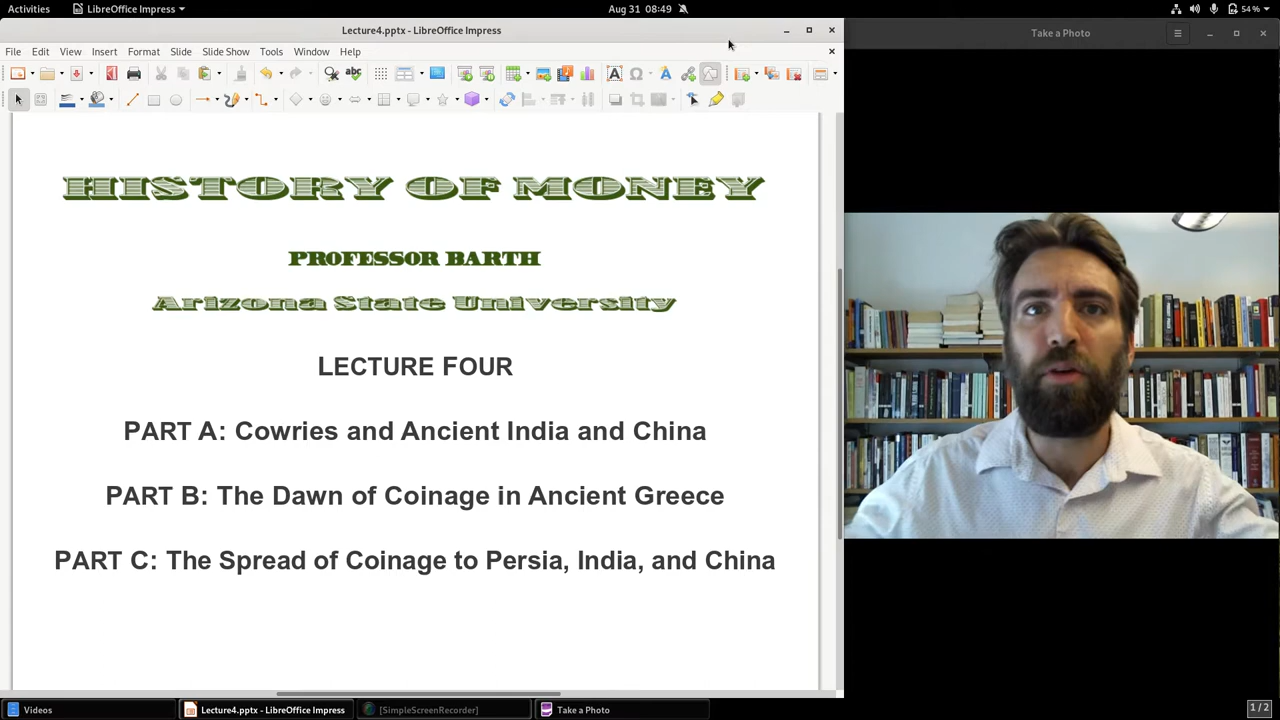 Activities LibreOffice Impress Aug 31 08:49 54 %
Lecture4.pptx - LibreOffice Impress
Take a Photo
File Edit View Insert Format Slide Slide Show Tools Window Help
HISTORY OF MONEY
PROFESSOR BARTH
Arizona State University
LECTURE FOUR
PART A: Cowries and Ancient India and China
PART B: The Dawn of Coinage in Ancient Greece
PART C: The Spread of Coinage to Persia, India, and China
Videos Lecture4.pptx - LibreOffice Impress [SimpleScreenRecorder] Take a Photo 1/2